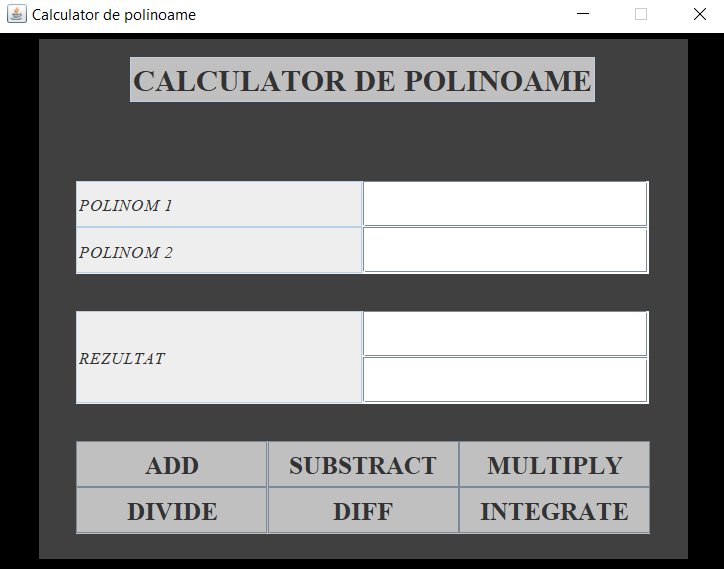 Calculator de polinoame
CALCULATOR DE POLINOAME
POLINOM 1
POLINOM 2
REZULTAT
ADD SUBSTRACT MULTIPLY
DIVIDE DIFF INTEGRATE